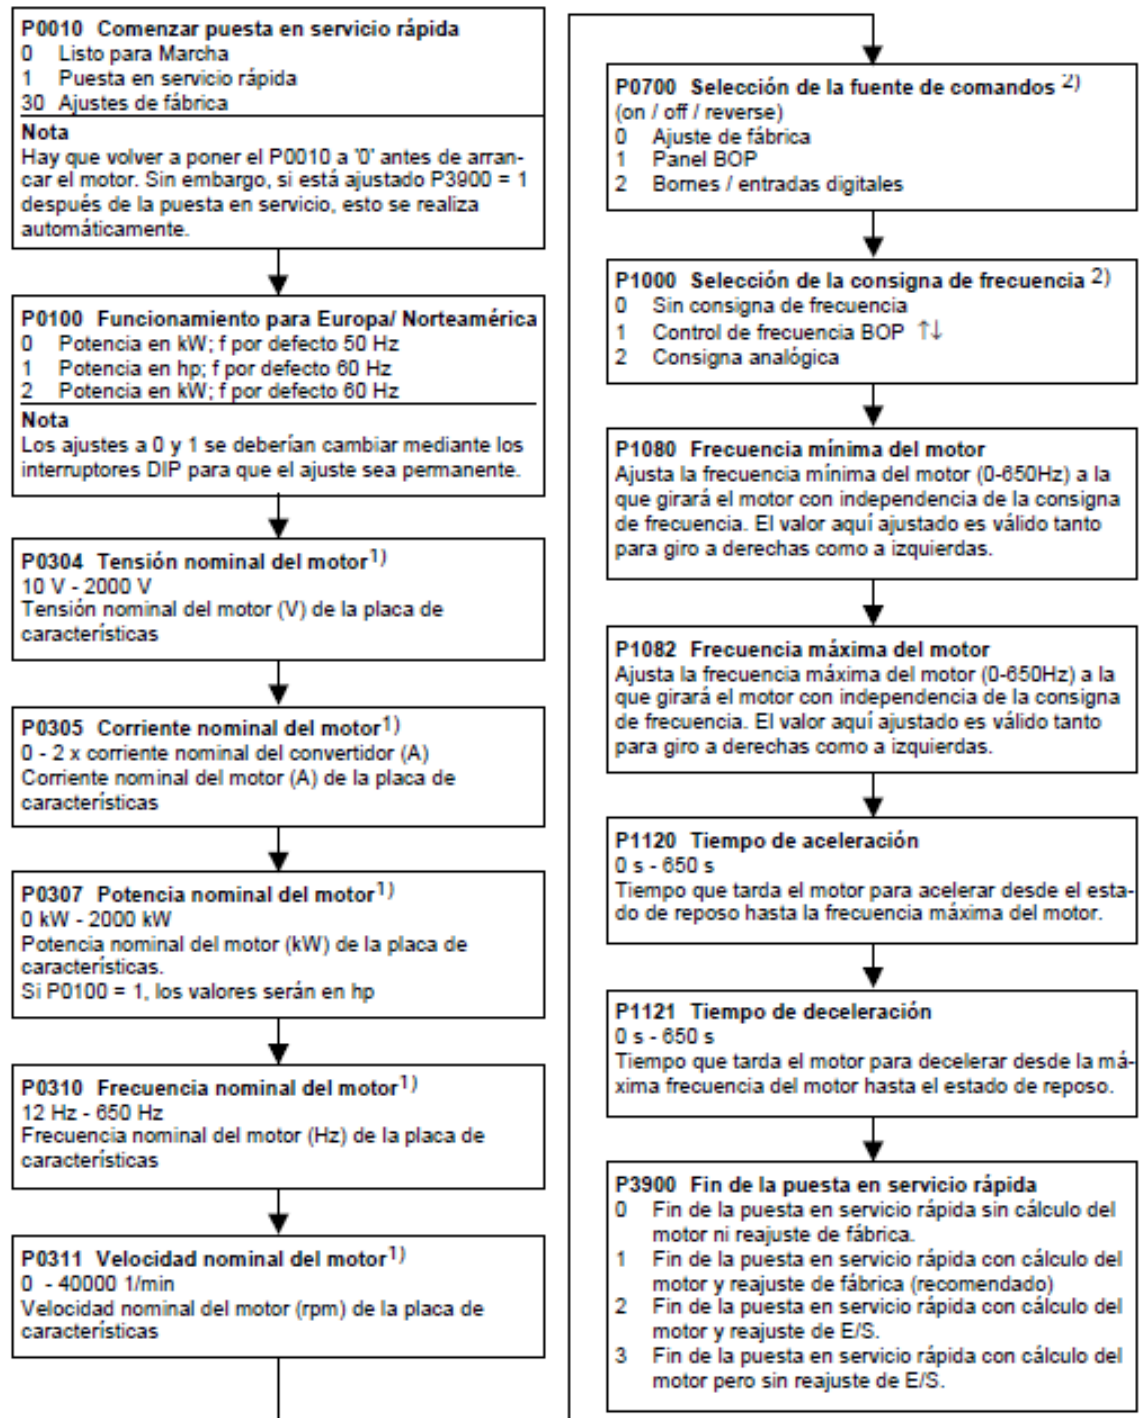 P0010 Comenzar puesta en servicio rápida
0 Listo para Marcha
1 Puesta en servicio rápida
30 Ajustes de fábrica
Nota
Hay que volver a poner el P0010 a '0' antes de arran-
car el motor. Sin embargo, si está ajustado P3900 = 1
después de la puesta en servicio, esto se realiza
automáticamente.
P0100 Funcionamiento para Europa/ Norteamérica
0 Potencia en kW; f por defecto 50 Hz
1 Potencia en hp; f por defecto 60 Hz
2 Potencia en kW; f por defecto 60 Hz
Nota
Los ajustes a 0 y 1 se deberían cambiar mediante los
interruptores DIP para que el ajuste sea permanente.
P0304 Tensión nominal del motor1)
10 V - 2000 V
Tensión nominal del motor (V) de la placa de
características
P0305 Corriente nominal del motor1)
0 - 2 x corriente nominal del convertidor (A)
Corriente nominal del motor (A) de la placa de
características
P0307 Potencia nominal del motor1)
0 kW - 2000 kW
Potencia nominal del motor (kW) de la placa de
características.
Si P0100 = 1, los valores serán en hp
P0310 Frecuencia nominal del motor1)
12 Hz - 650 Hz
Frecuencia nominal del motor (Hz) de la placa de
características
P0311 Velocidad nominal del motor1)
0 - 40000 1/min
Velocidad nominal del motor (rpm) de la placa de
características
P0700 Selección de la fuente de comandos 2)
(on / off / reverse)
0 Ajuste de fábrica
1 Panel BOP
2 Bornes / entradas digitales
P1000 Selección de la consigna de frecuencia 2)
0 Sin consigna de frecuencia
1 Control de frecuencia BOP ↑↓
2 Consigna analógica
P1080 Frecuencia mínima del motor
Ajusta la frecuencia mínima del motor (0-650Hz) a la
que girará el motor con independencia de la consigna
de frecuencia. El valor aquí ajustado es válido tanto
para giro a derechas como a izquierdas.
P1082 Frecuencia máxima del motor
Ajusta la frecuencia máxima del motor (0-650Hz) a la
que girará el motor con independencia de la consigna
de frecuencia. El valor aquí ajustado es válido tanto
para giro a derechas como a izquierdas.
P1120 Tiempo de aceleración
0 s - 650 s
Tiempo que tarda el motor para acelerar desde el esta-
do de reposo hasta la frecuencia máxima del motor.
P1121 Tiempo de deceleración
0 s - 650 s
Tiempo que tarda el motor para decelerar desde la má-
xima frecuencia del motor hasta el estado de reposo.
P3900 Fin de la puesta en servicio rápida
0 Fin de la puesta en servicio rápida sin cálculo del
motor ni reajuste de fábrica.
1 Fin de la puesta en servicio rápida con cálculo del
motor y reajuste de fábrica (recomendado)
2 Fin de la puesta en servicio rápida con cálculo del
motor y reajuste de E/S.
3 Fin de la puesta en servicio rápida con cálculo del
motor pero sin reajuste de E/S.